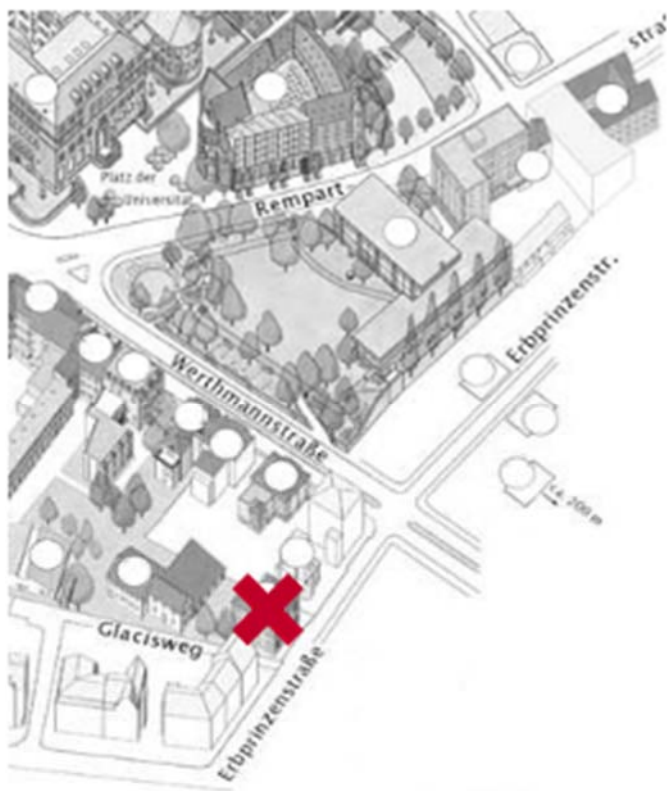 stra
Platz der
Universität
Rempart-
Erbprinzenstr.
Werthmannstraße
ca. 200 m
Glacisweg
Erbprinzenstraße